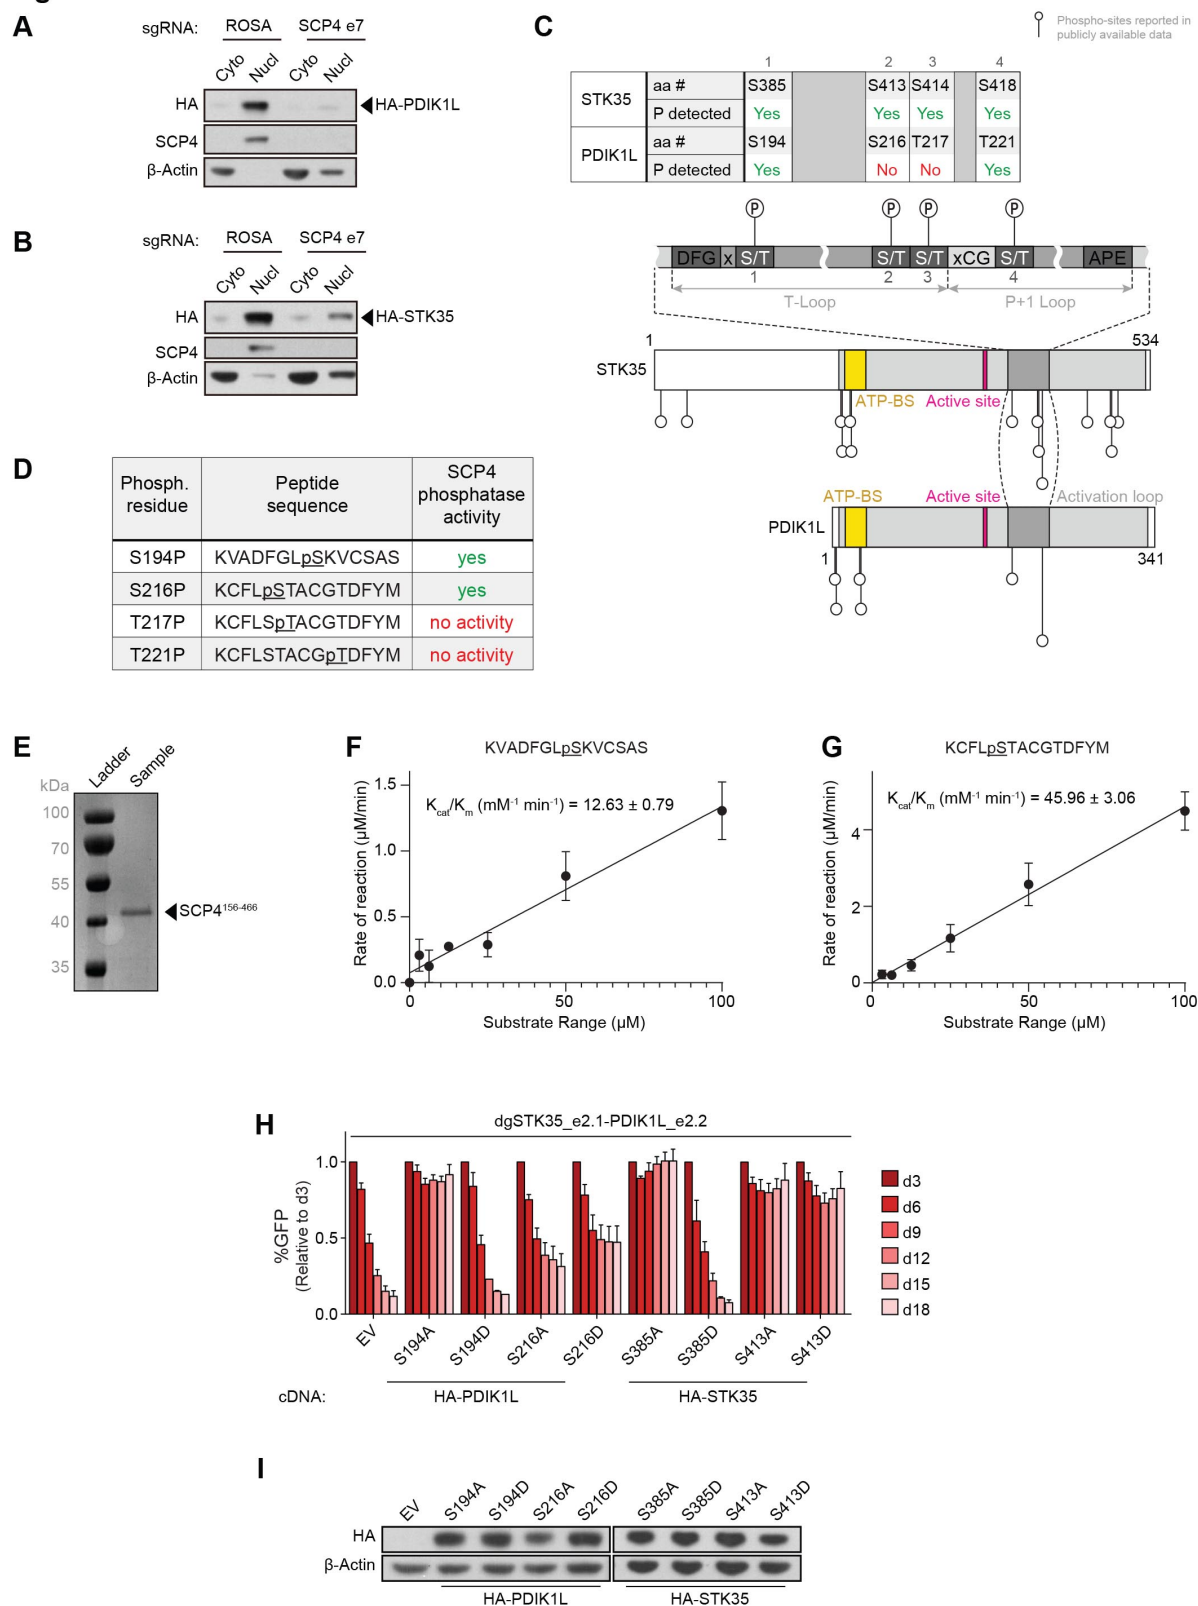 A
sgRNA: ROSA SCP4 e7
Cyto Nucl Cyto Nucl
HA
HA-PDIK1L
SCP4
β-Actin
B
sgRNA: ROSA SCP4 e7
Cyto Nucl Cyto Nucl
HA
HA-STK35
SCP4
β-Actin
C
Phospho-sites reported in
publicly available data
1 2 3 4
STK35 aa # S385 S413 S414 S418
P detected Yes Yes Yes Yes
PDIK1L aa # S194 S216 T217 T221
P detected Yes No No Yes
P P P P
DFG x S/T S/T S/T xCG S/T APE
1 2 3 4
T-Loop P+1 Loop
1 534
STK35
ATP-BS Active site
ATP-BS Active site Activation loop
PDIK1L
1 341
D
Phosph. residue Peptide sequence SCP4 phosphatase activity
S194P KVADFGLpSKVCSAS yes
S216P KCFLpSTACGTDFYM yes
T217P KCFLSpTACGTDFYM no activity
T221P KCFLSTACGpTDFYM no activity
E
Ladder Sample
kDa
100
70
55
40
35
SCP4156-466
F
KVADFGLpSKVCSAS
Kcat/Km (mM-1 min-1) = 12.63 ± 0.79
Rate of reaction (µM/min)
1.5
1.0
0.5
0.0
0 50 100
Substrate Range (µM)
G
KCFLpSTACGTDFYM
Kcat/Km (mM-1 min-1) = 45.96 ± 3.06
Rate of reaction (µM/min)
4
2
0
0 50 100
Substrate Range (µM)
H
dgSTK35_e2.1-PDIK1L_e2.2
%GFP
(Relative to d3)
1.0
0.5
0.0
d3
d6
d9
d12
d15
d18
EV S194A S194D S216A S216D S385A S385D S413A S413D
cDNA: HA-PDIK1L HA-STK35
I
EV S194A S194D S216A S216D S385A S385D S413A S413D
HA
β-Actin
HA-PDIK1L HA-STK35